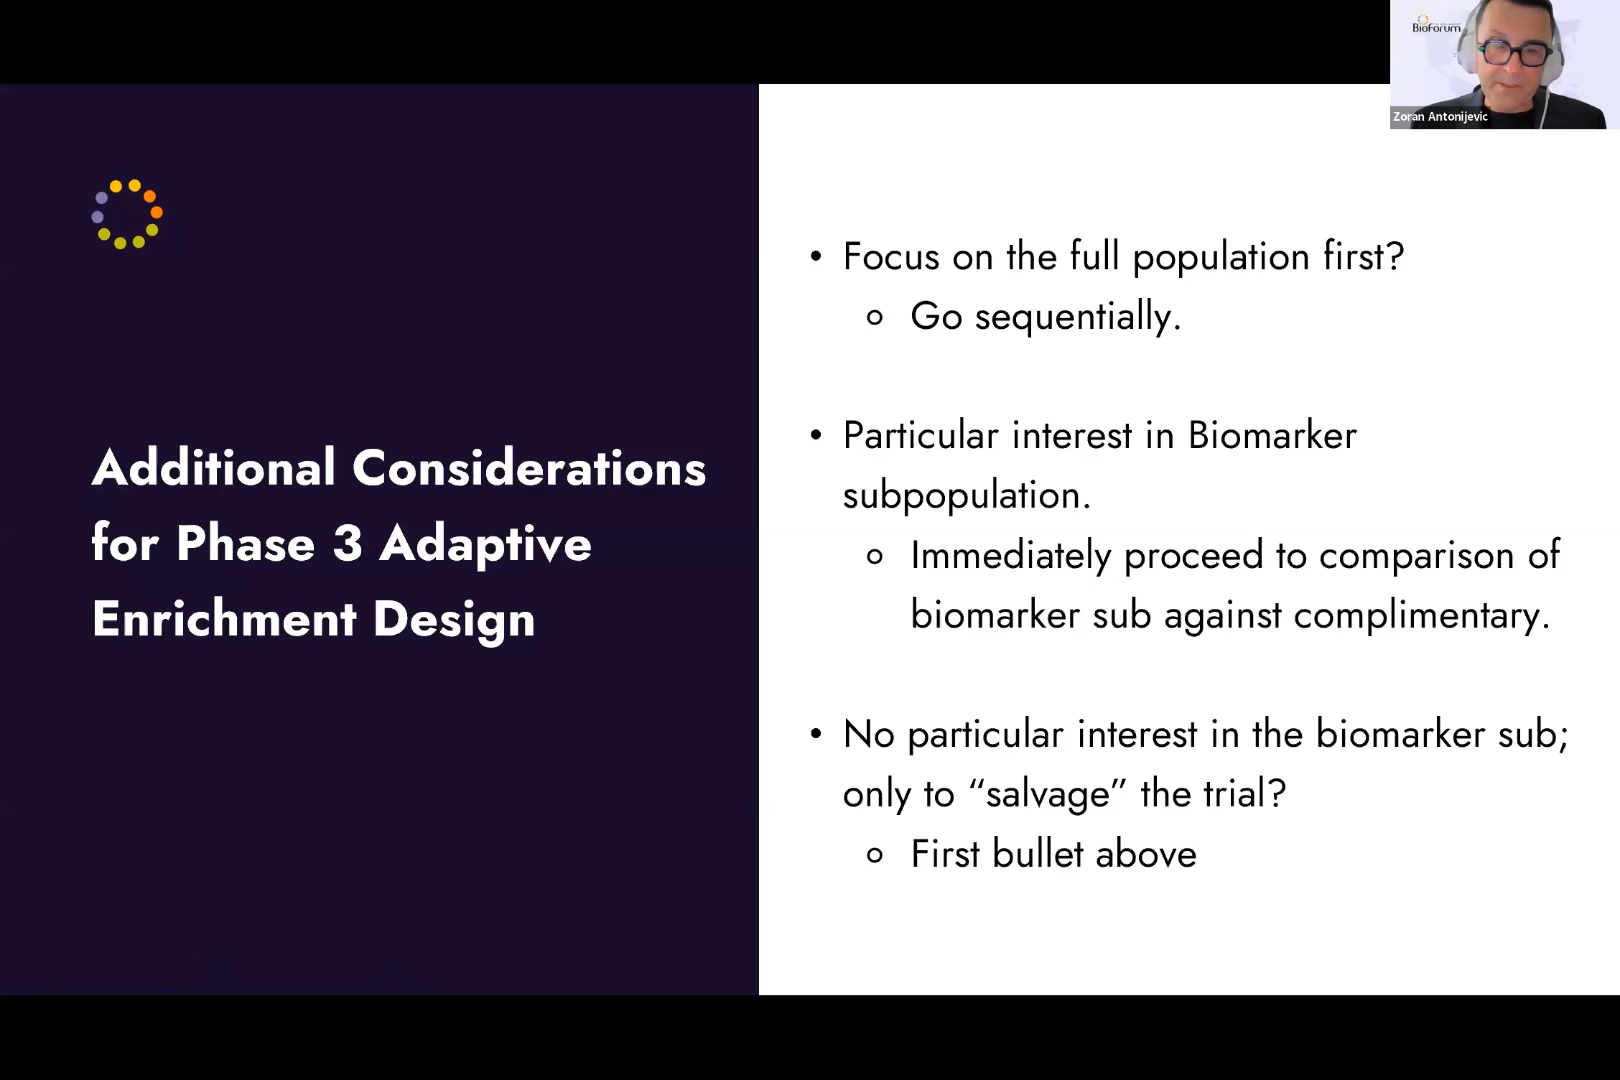 BioForum
Zoran Antonijevic
Additional Considerations
for Phase 3 Adaptive
Enrichment Design
• Focus on the full population first?
○ Go sequentially.
• Particular interest in Biomarker
subpopulation.
○ Immediately proceed to comparison of
biomarker sub against complimentary.
• No particular interest in the biomarker sub;
only to “salvage” the trial?
○ First bullet above